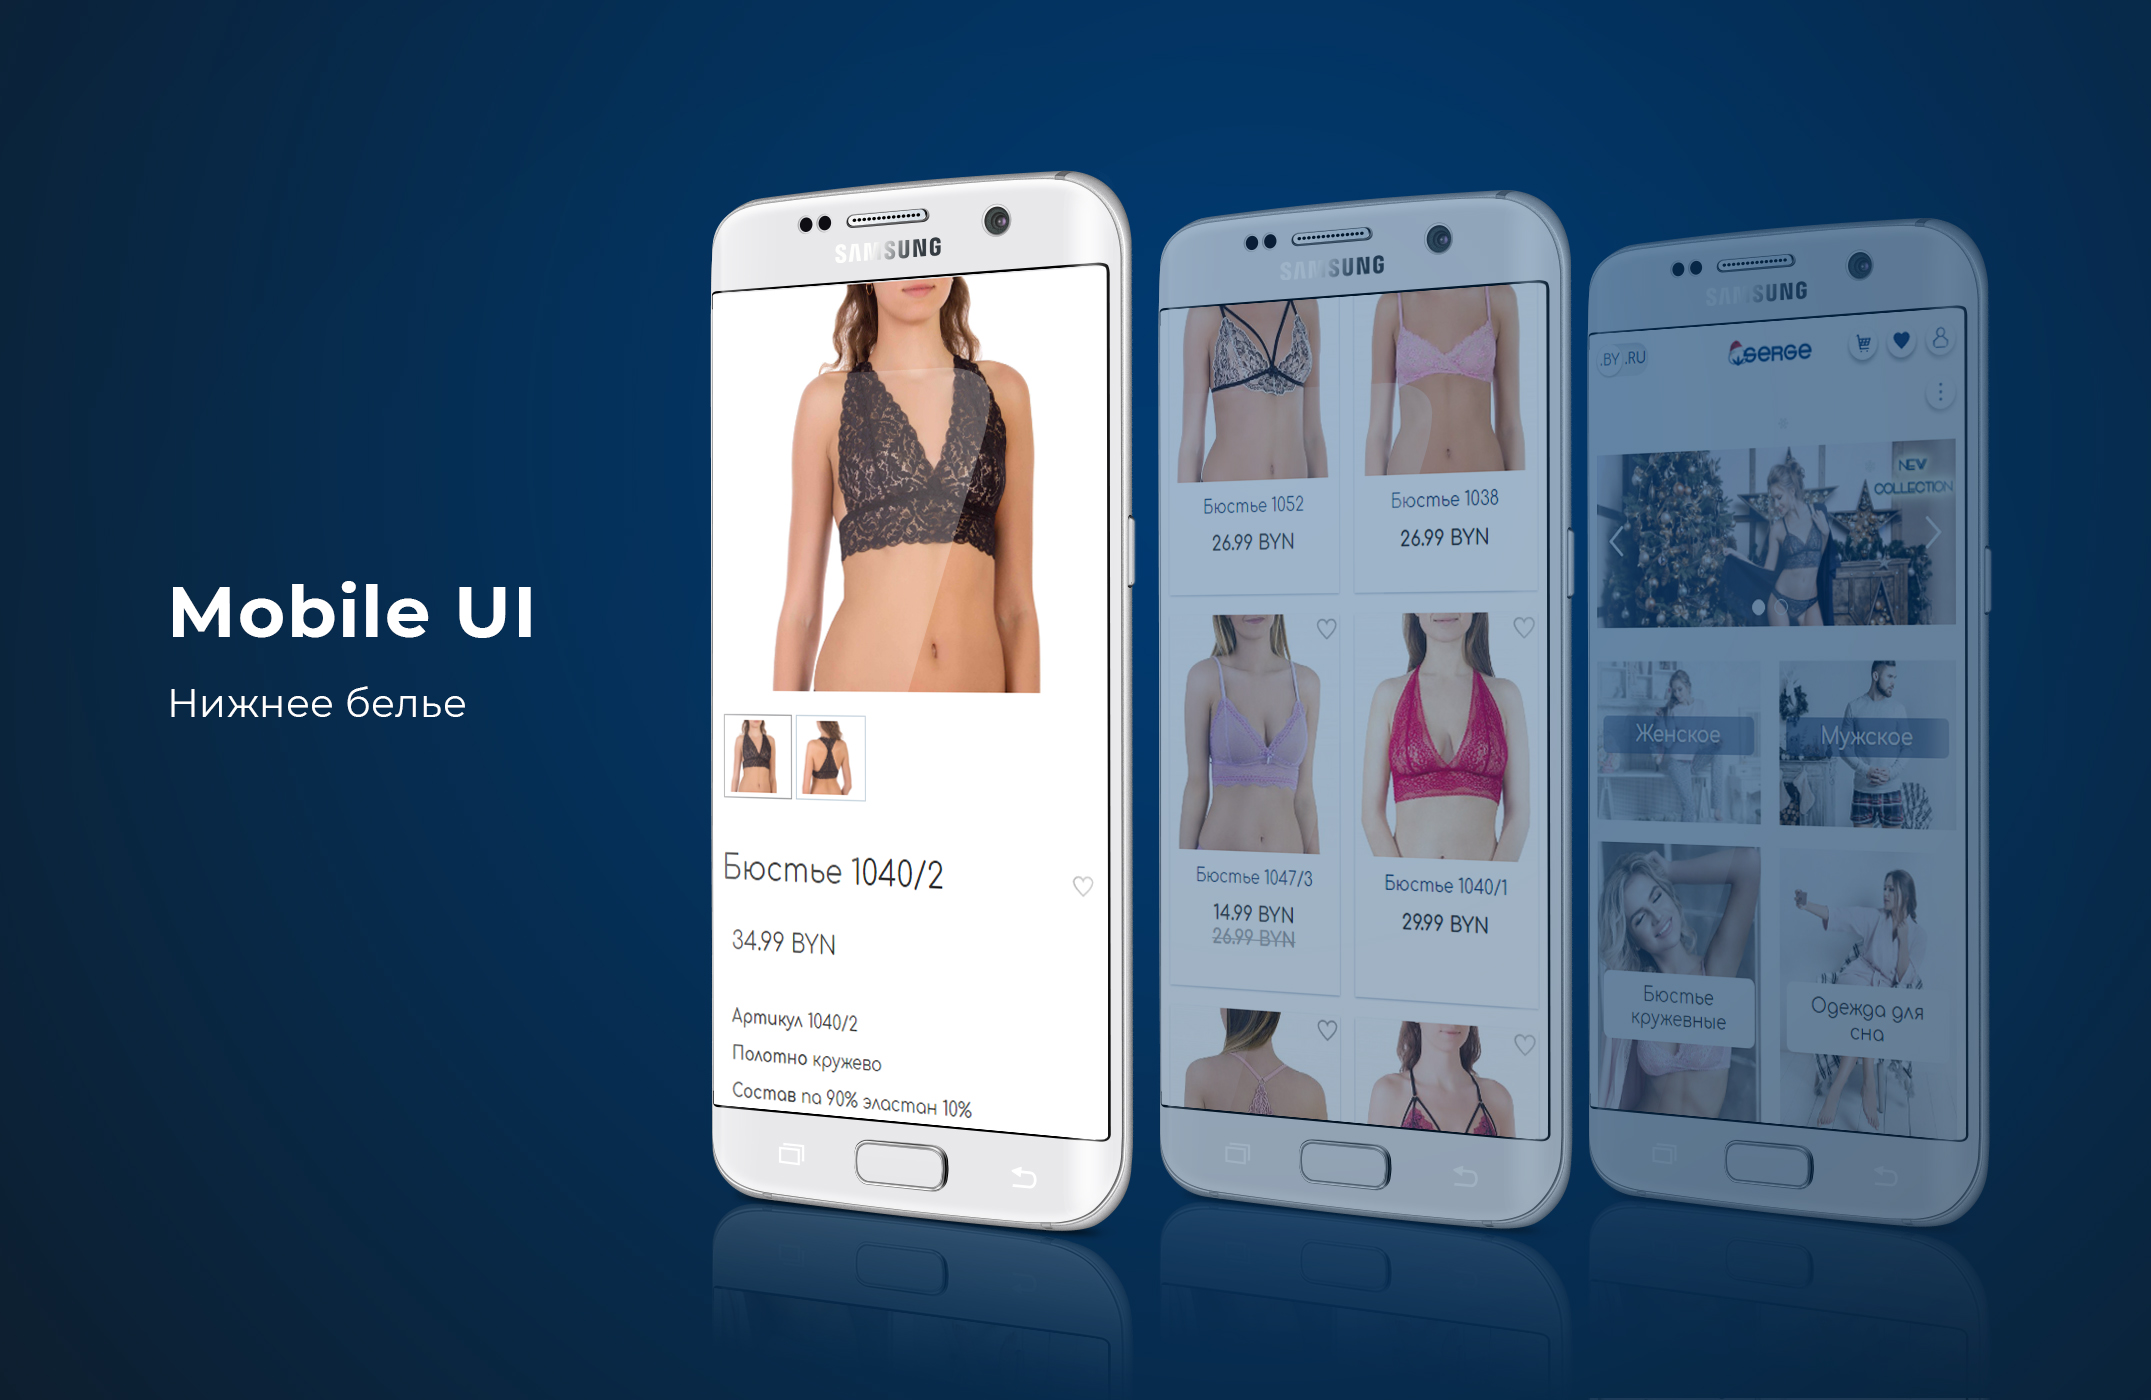 Mobile UI
Нижнее белье
SAMSUNG
Бюстье 1040/2
34.99 BYN
Артикул 1040/2
Полотно кружево
Состав па 90% эластан 10%
SAMSUNG
Бюстье 1052
26.99 BYN
Бюстье 1038
26.99 BYN
Бюстье 1047/3
14.99 BYN
26.99 BYN
Бюстье 1040/1
29.99 BYN
SAMSUNG
.BY .RU
SERGE
NEW
COLLECTION
Женское
Мужское
Бюстье
кружевные
Одежда для
сна